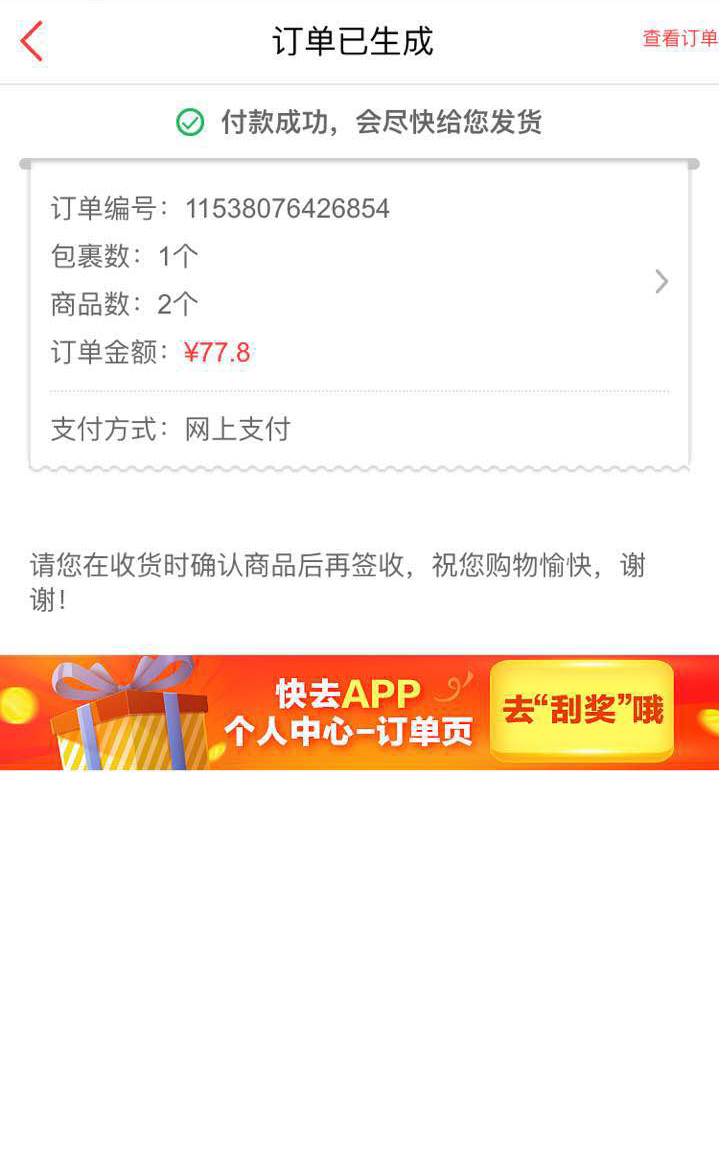 订单已生成
查看订单
付款成功，会尽快给您发货
订单编号：11538076426854
包裹数：1个
商品数：2个
订单金额：¥77.8
支付方式：网上支付
请您在收货时确认商品后再签收，祝您购物愉快，谢
谢！
快去APP
个人中心-订单页
去“刮奖”哦